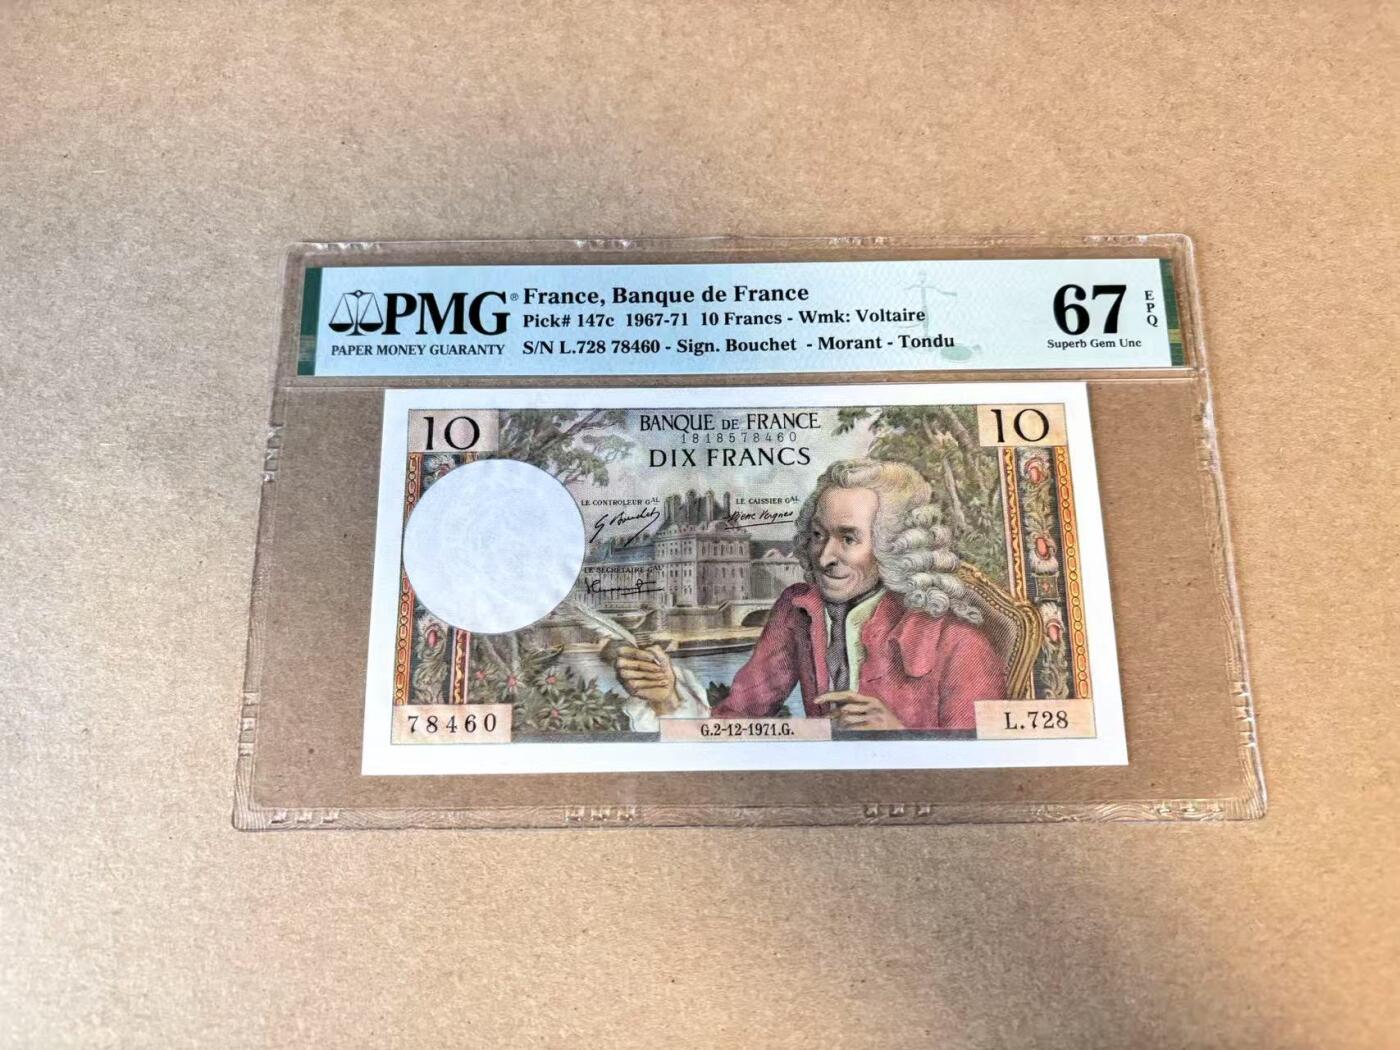 PMG®
PAPER MONEY GUARANTY
France, Banque de France
Pick# 147c 1967-71 10 Francs - Wmk: Voltaire
S/N L.728 78460 - Sign. Bouchet - Morant - Tondu
67
EPQ
Superb Gem Unc
10
BANQUE DE FRANCE
10
1818578460
DIX FRANCS
LE CONTROLEUR GAL
LE CAISSIER GAL
LE SECRETAIRE GAL
78460
G.2-12-1971.G.
L.728